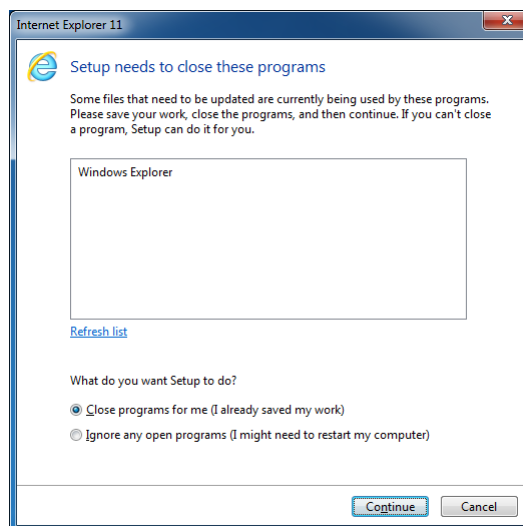 Internet Explorer 11
Setup needs to close these programs
Some files that need to be updated are currently being used by these programs.
Please save your work, close the programs, and then continue. If you can't close
a program, Setup can do it for you.
Windows Explorer
Refresh list
What do you want Setup to do?
Close programs for me (I already saved my work)
Ignore any open programs (I might need to restart my computer)
Continue
Cancel